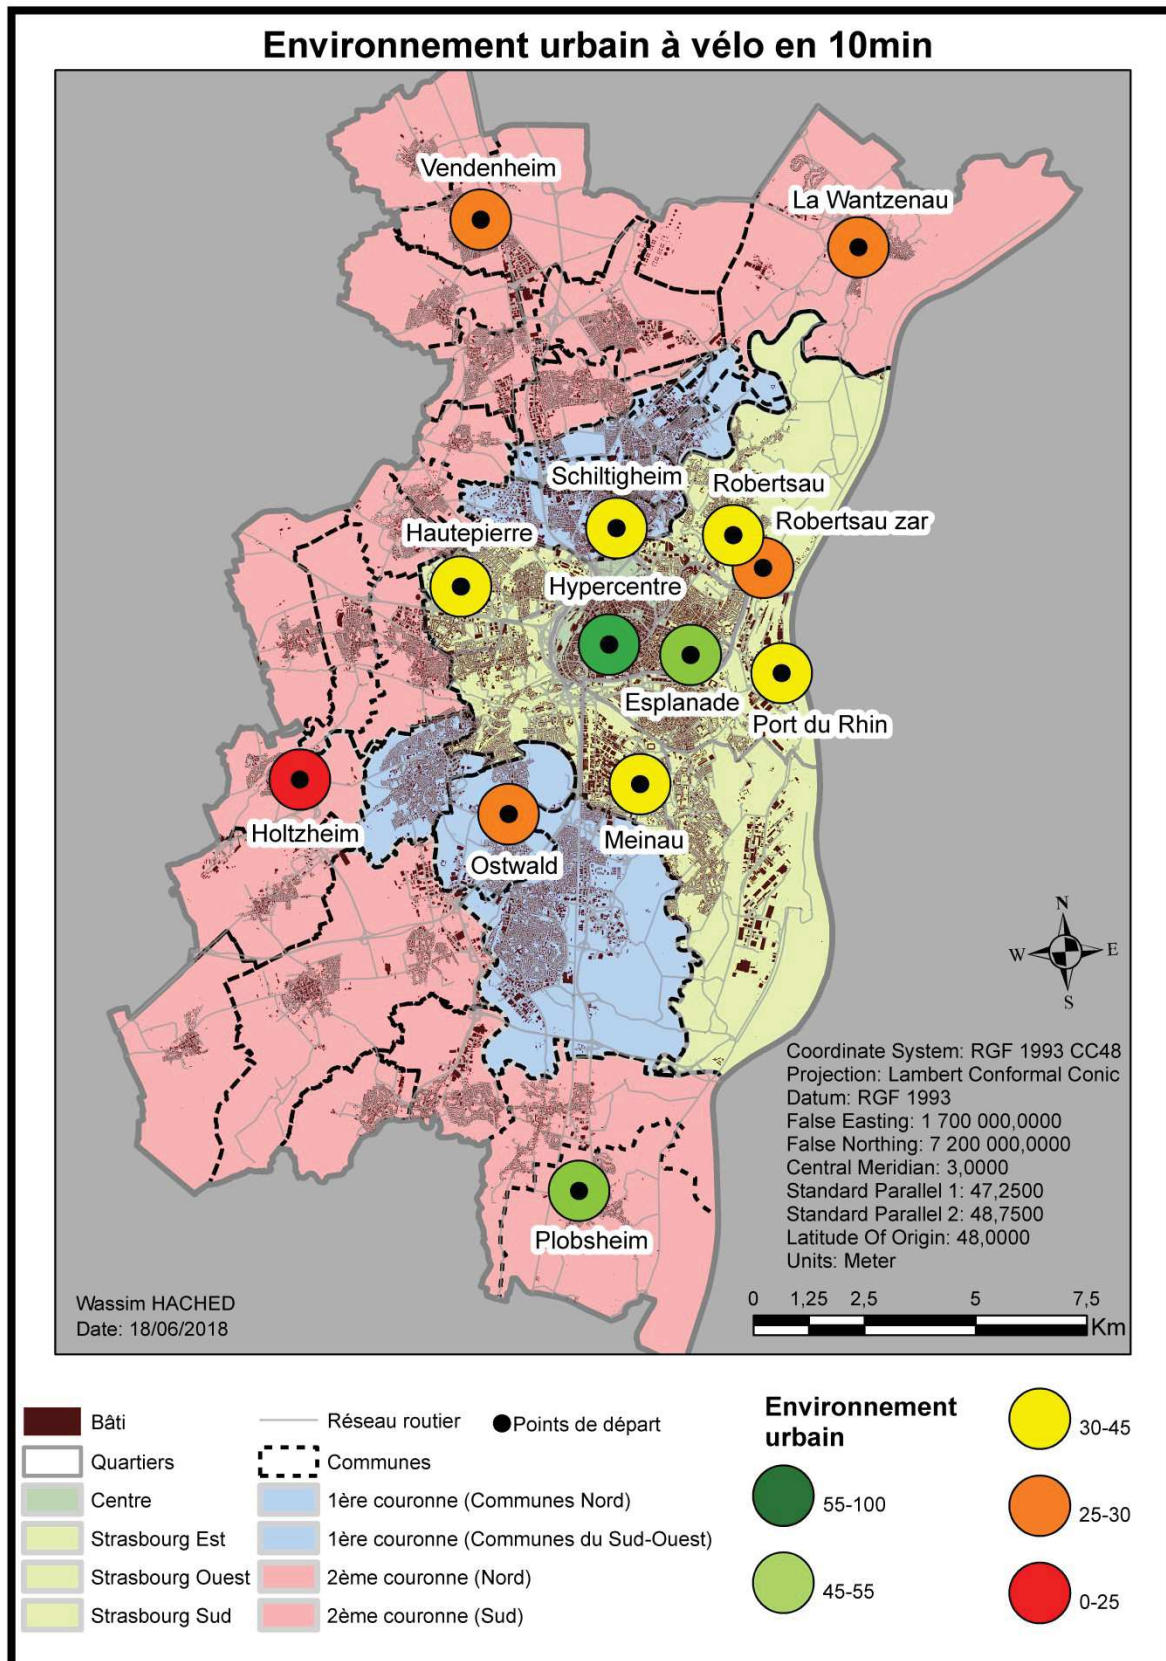 Environnement urbain à vélo en 10min
Vendenheim
La Wantzenau
Schiltigheim
Robertsau
Robertsau zar
Hautepierre
Hypercentre
Esplanade
Port du Rhin
Holtzheim
Ostwald
Meinau
Plobsheim
N
W
E
S
Coordinate System: RGF 1993 CC48
Projection: Lambert Conformal Conic
Datum: RGF 1993
False Easting: 1 700 000,0000
False Northing: 7 200 000,0000
Central Meridian: 3,0000
Standard Parallel 1: 47,2500
Standard Parallel 2: 48,7500
Latitude Of Origin: 48,0000
Units: Meter
Wassim HACHED
Date: 18/06/2018
0 1,25 2,5 5 7,5
Km
Bâti
Quartiers
Centre
Strasbourg Est
Strasbourg Ouest
Strasbourg Sud
Réseau routier
Points de départ
Communes
1ère couronne (Communes Nord)
1ère couronne (Communes du Sud-Ouest)
2ème couronne (Nord)
2ème couronne (Sud)
Environnement
urbain
55-100
45-55
30-45
25-30
0-25